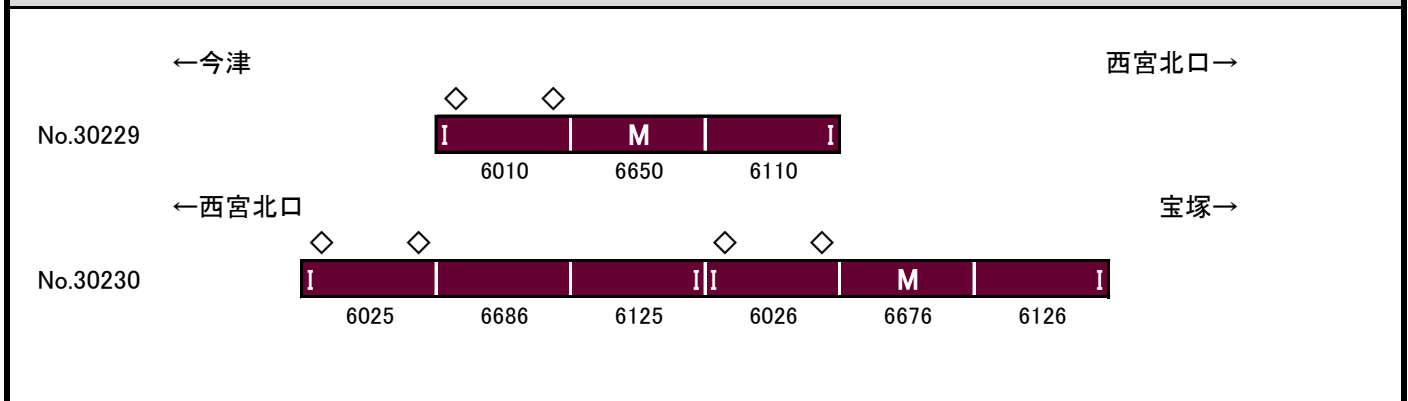 ←今津 西宮北口→
◇ ◇
No.30229 I M I
6010 6650 6110
←西宮北口 宝塚→
◇ ◇ ◇ ◇
No.30230 I I I M I
6025 6686 6125 6026 6676 6126